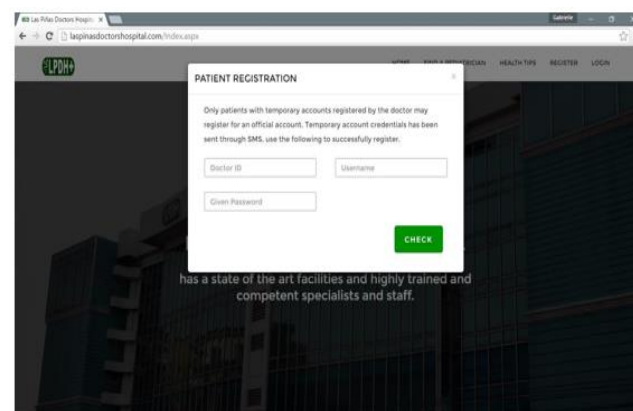 Las Piñas Doctors Hospit
Gabriele
laspinasdoctorshospital.com/index.aspx
LPDH+
HEALTH TIPS REGISTER LOGIN
PATIENT REGISTRATION
x
Only patients with temporary accounts registered by the doctor may
register for an official account. Temporary account credentials has been
sent through SMS, use the following to successfully register.
Doctor ID
Username
Given Password
CHECK
has a state of the art facilities and highly trained and
competent specialists and staff.